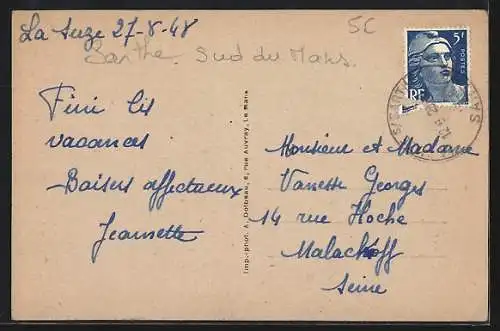 La Suze 27-8-48
5C
Sarthe. Sud du Mans.
5F
POSTES
RF
Fini les
vacances
Baisers affectueux
Jeannette
Imp.-phot. A. Dolbeau, 6, rue Auvray, Le Mans
Monsieur et Madame
Vanette Georges
14 rue Hoche
Malackoff
Seine